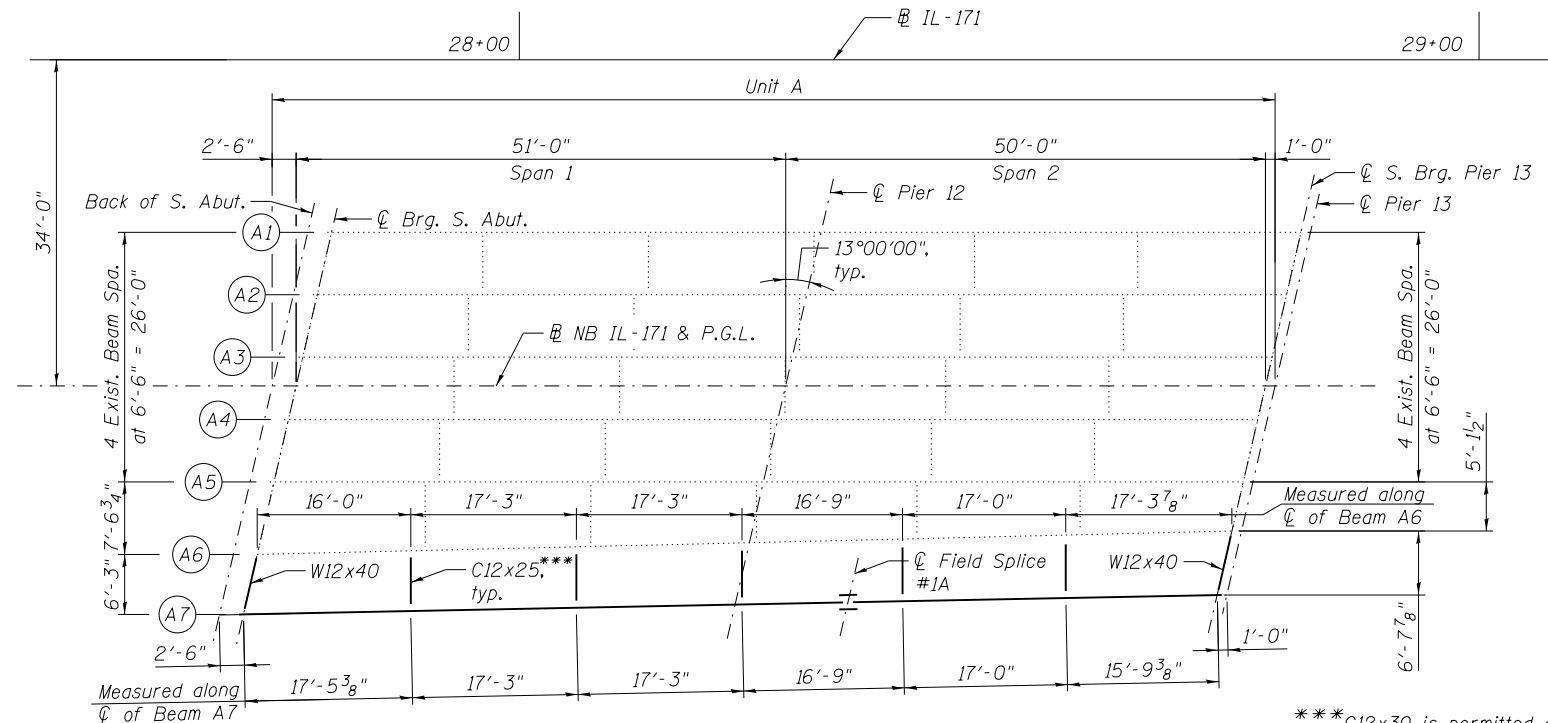 ℄ IL-171
28+00
29+00
Unit A
34'-0"
2'-6"
51'-0"
50'-0"
1'-0"
Span 1
Span 2
℄ S. Brg. Pier 13
℄ Pier 13
Back of S. Abut.
℄ Brg. S. Abut.
℄ Pier 12
A1
13°00'00",
typ.
A2
4 Exist. Beam Spa.
at 6'-6" = 26'-0"
℄ NB IL-171 & P.G.L.
4 Exist. Beam Spa.
at 6'-6" = 26'-0"
A3
A4
5'-1½"
A5
16'-0"
17'-3"
17'-3"
16'-9"
17'-0"
17'-3⅞"
Measured along
℄ of Beam A6
7'-6¾"
A6
W12x40
C12x25,***
typ.
℄ Field Splice
#1A
W12x40
6'-3"
A7
2'-6"
1'-0"
6'-7⅞"
Measured along
℄ of Beam A7
17'-5⅜"
17'-3"
17'-3"
16'-9"
17'-0"
15'-9⅜"